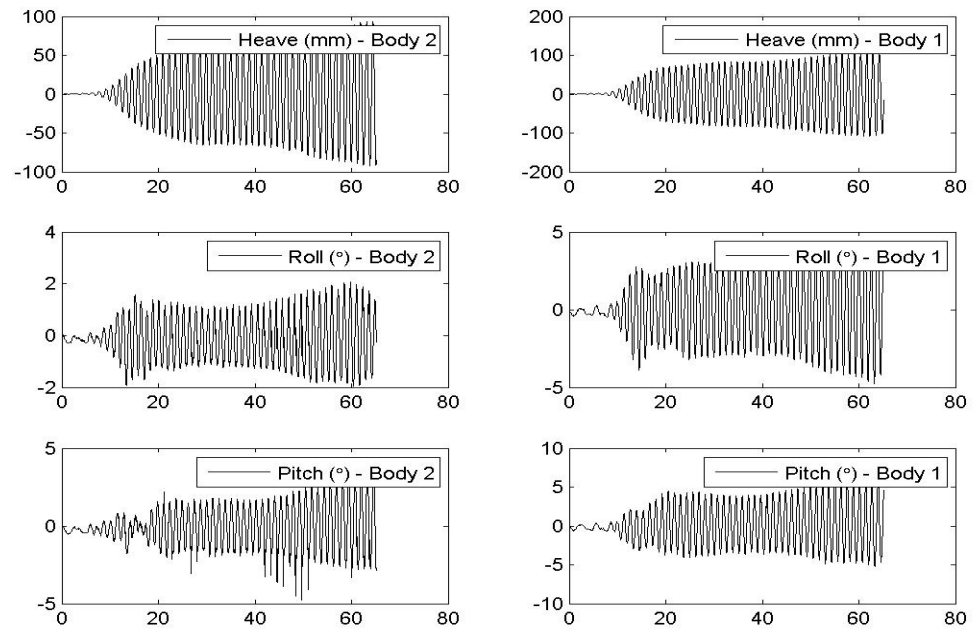 100
50
0
-50
-100
0 20 40 60 80
Heave (mm) - Body 2
200
100
0
-100
-200
0 20 40 60 80
Heave (mm) - Body 1
4
2
0
-2
0 20 40 60 80
Roll (°) - Body 2
5
0
-5
0 20 40 60 80
Roll (°) - Body 1
5
0
-5
0 20 40 60 80
Pitch (°) - Body 2
10
5
0
-5
-10
0 20 40 60 80
Pitch (°) - Body 1